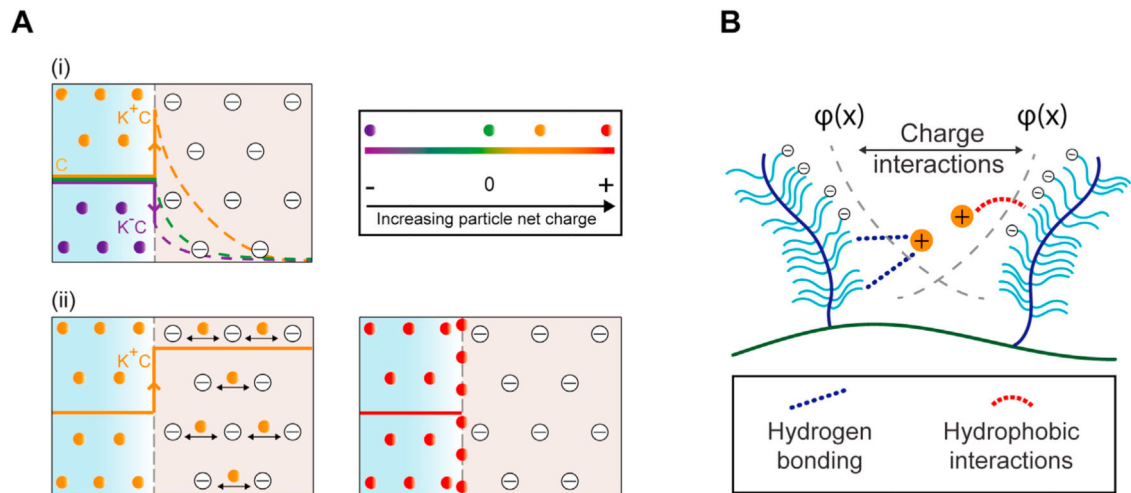 A
(i)
K+C
C
K-C
- 0 +
Increasing particle net charge
(ii)
K+C
B
φ(x) φ(x)
Charge
interactions
Hydrogen
bonding
Hydrophobic
interactions